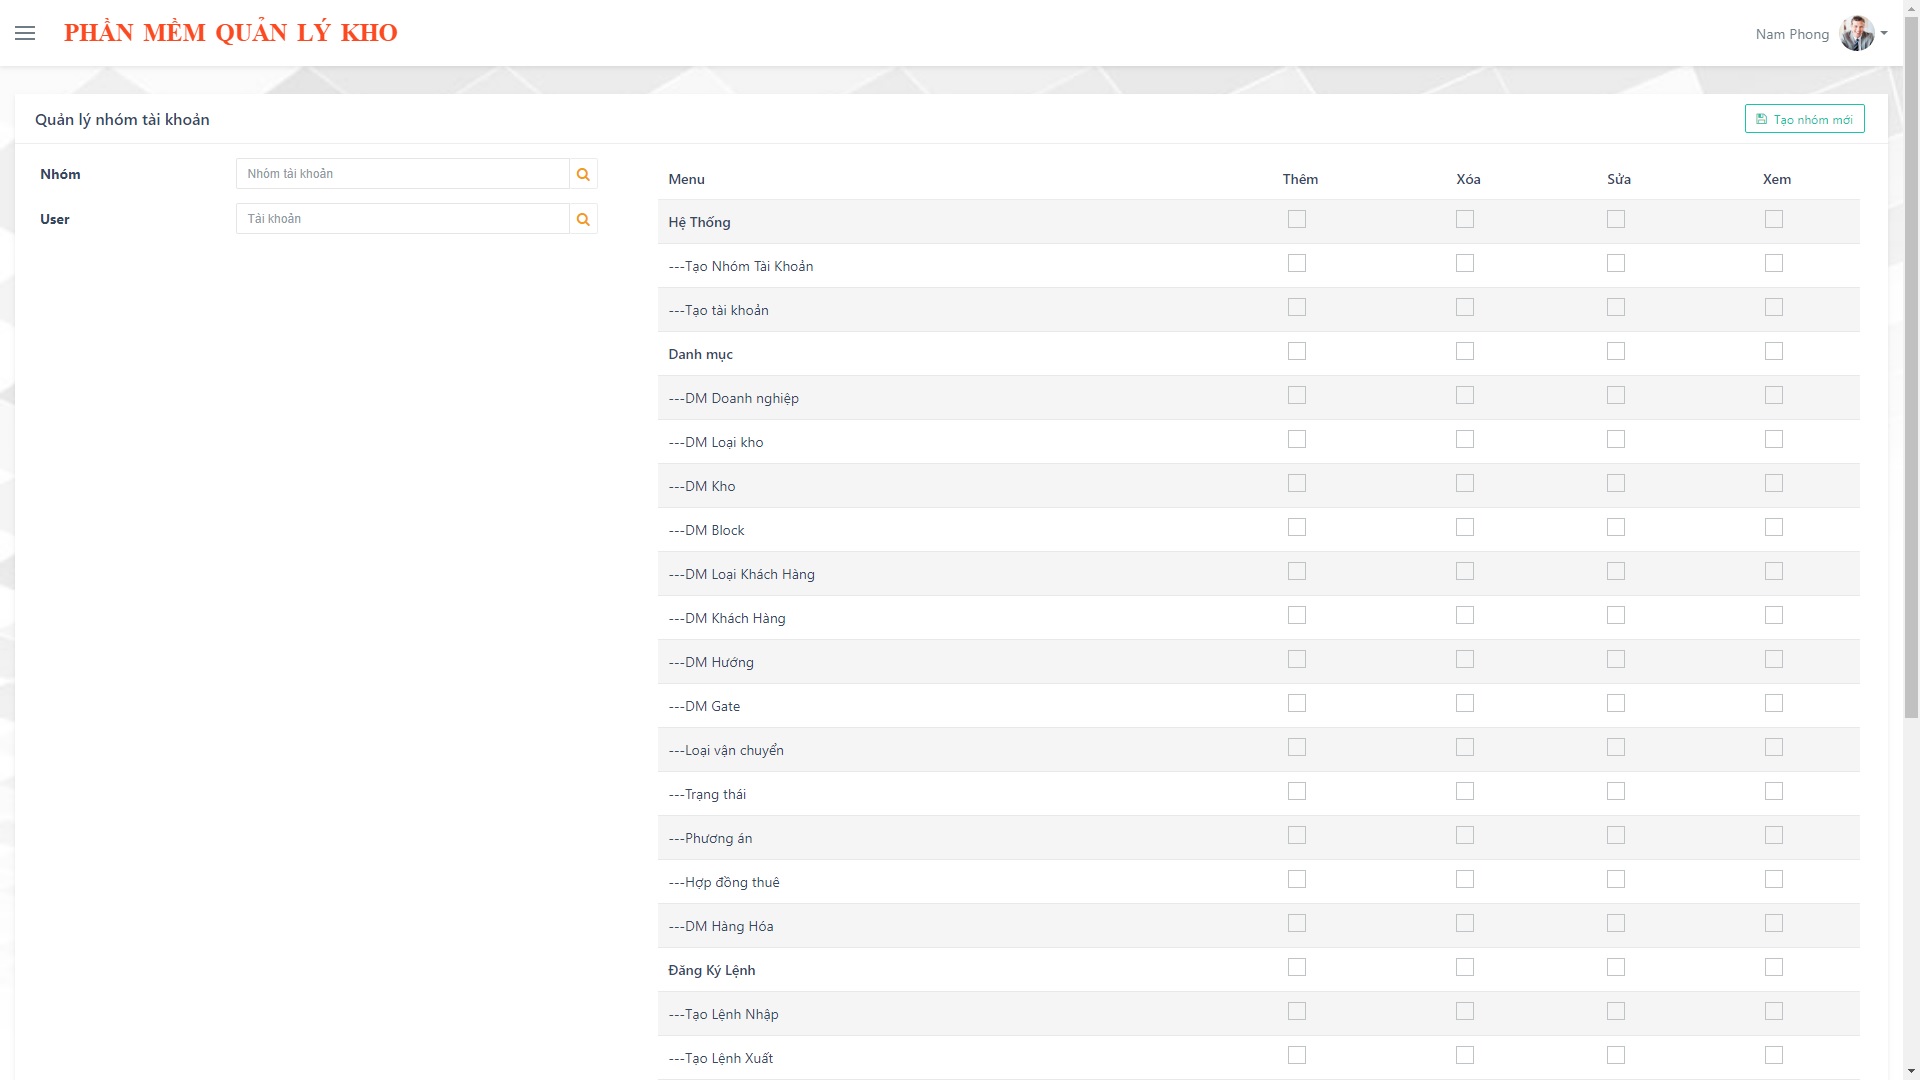 PHẦN MỀM QUẢN LÝ KHO
Nam Phong
Quản lý nhóm tài khoản
Tạo nhóm mới
Nhóm
Nhóm tài khoản
User
Tài khoản
Menu Thêm Xóa Sửa Xem
Hệ Thống
---Tạo Nhóm Tài Khoản
---Tạo tài khoản
Danh mục
---DM Doanh nghiệp
---DM Loại kho
---DM Kho
---DM Block
---DM Loại Khách Hàng
---DM Khách Hàng
---DM Hướng
---DM Gate
---Loại vận chuyển
---Trạng thái
---Phương án
---Hợp đồng thuê
---DM Hàng Hóa
Đăng Ký Lệnh
---Tạo Lệnh Nhập
---Tạo Lệnh Xuất